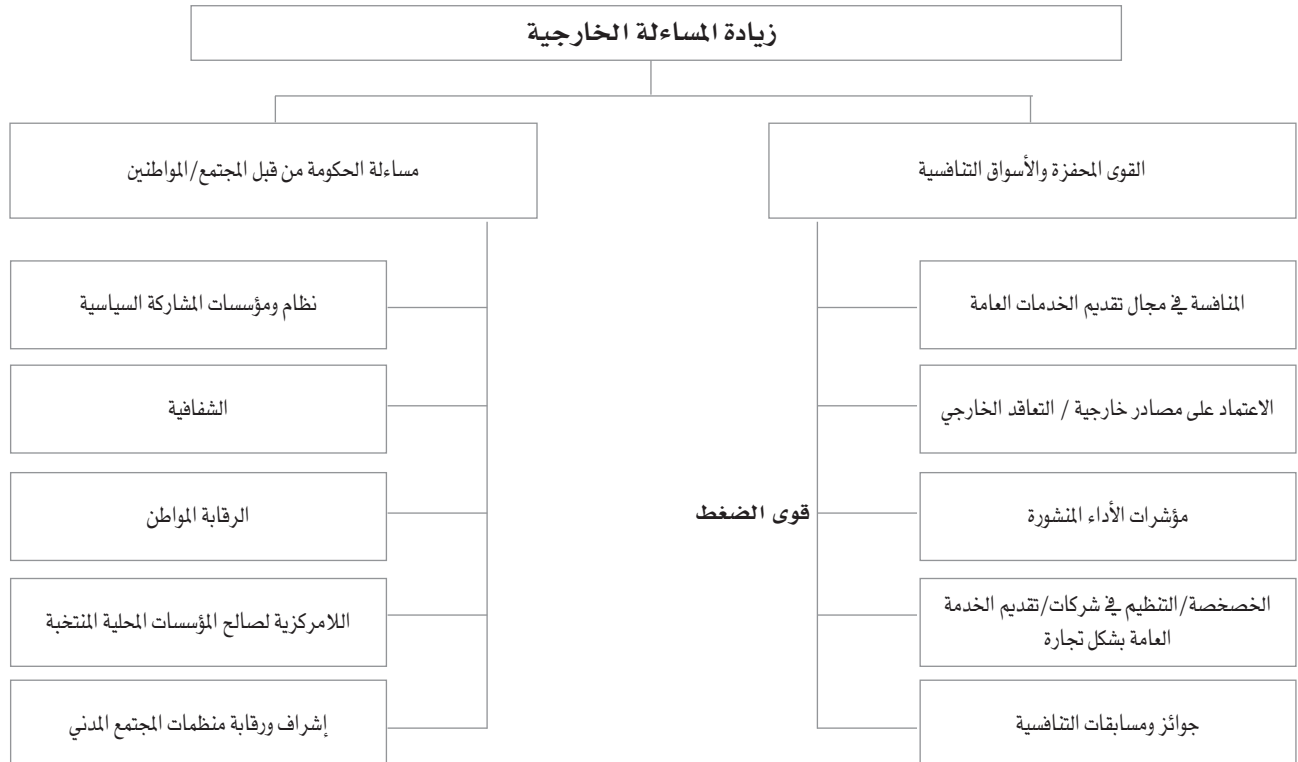 زيادة المساءلة الخارجية
القوى المحفزة والأسواق التنافسية
المنافسة في مجال تقديم الخدمات العامة
الاعتماد على مصادر خارجية / التعاقد الخارجي
مؤشرات الأداء المنشورة
الخصخصة/التنظيم في شركات/تقديم الخدمة
العامة بشكل تجارة
جوائز ومسابقات التنافسية
قوى الضغط
مساءلة الحكومة من قبل المجتمع/المواطنين
نظام ومؤسسات المشاركة السياسية
الشفافية
الرقابة المواطن
اللامركزية لصالح المؤسسات المحلية المنتخبة
إشراف ورقابة منظمات المجتمع المدني